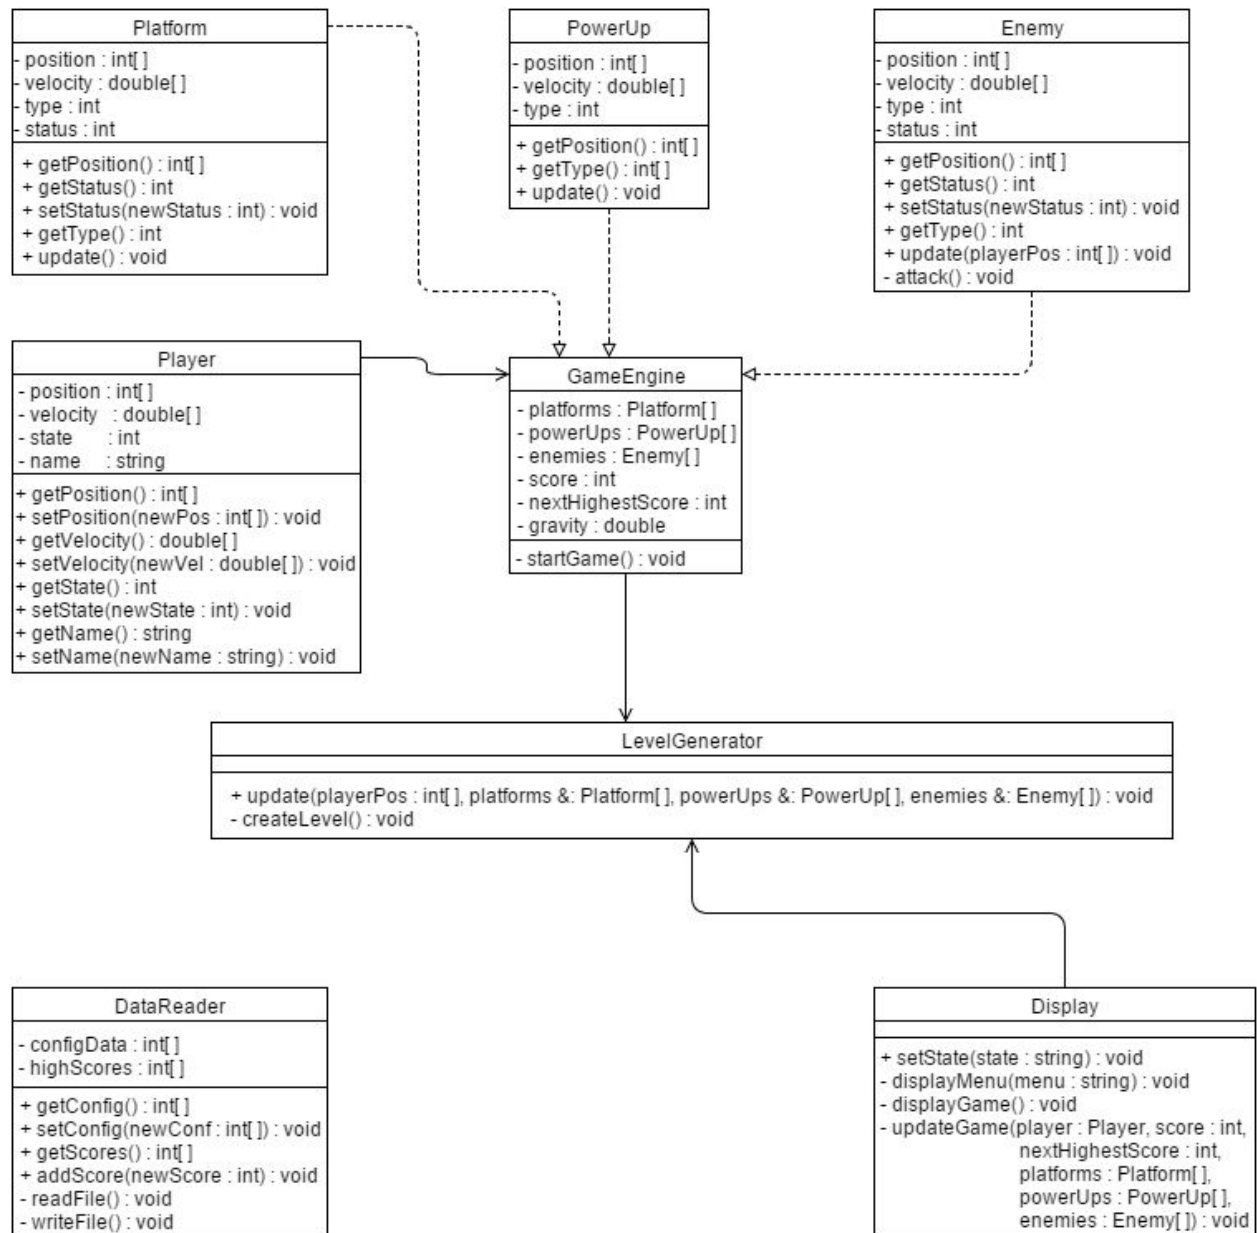 Platform
- position : int[ ]
- velocity : double[ ]
- type : int
- status : int
+ getPosition() : int[ ]
+ getStatus() : int
+ setStatus(newStatus : int) : void
+ getType() : int
+ update() : void
PowerUp
- position : int[ ]
- velocity : double[ ]
- type : int
+ getPosition() : int[ ]
+ getType() : int[ ]
+ update() : void
Enemy
- position : int[ ]
- velocity : double[ ]
- type : int
- status : int
+ getPosition() : int[ ]
+ getStatus() : int
+ setStatus(newStatus : int) : void
+ getType() : int
+ update(playerPos : int[ ]) : void
- attack() : void
Player
- position : int[ ]
- velocity : double[ ]
- state : int
- name : string
+ getPosition() : int[ ]
+ setPosition(newPos : int[ ]) : void
+ getVelocity() : double[ ]
+ setVelocity(newVel : double[ ]) : void
+ getState() : int
+ setState(newState : int) : void
+ getName() : string
+ setName(newName : string) : void
GameEngine
- platforms : Platform[ ]
- powerUps : PowerUp[ ]
- enemies : Enemy[ ]
- score : int
- nextHighestScore : int
- gravity : double
- startGame() : void
LevelGenerator
+ update(playerPos : int[ ], platforms &: Platform[ ], powerUps &: PowerUp[ ], enemies &: Enemy[ ]) : void
- createLevel() : void
DataReader
- configData : int[ ]
- highScores : int[ ]
+ getConfig() : int[ ]
+ setConfig(newConf : int[ ]) : void
+ getScores() : int[ ]
+ addScore(newScore : int) : void
- readFile() : void
- writeFile() : void
Display
+ setState(state : string) : void
- displayMenu(menu : string) : void
- displayGame() : void
- updateGame(player : Player, score : int,
nextHighestScore : int,
platforms : Platform[ ],
powerUps : PowerUp[ ],
enemies : Enemy[ ]) : void